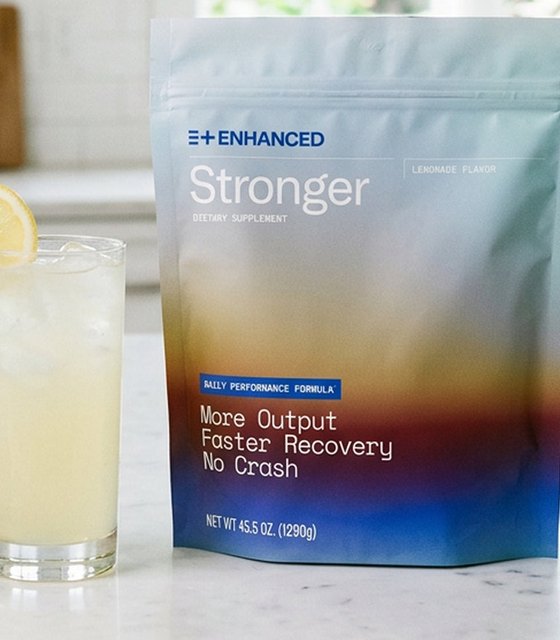 ENHANCED
Stronger
LEMONADE FLAVOR
DIETARY SUPPLEMENT
DAILY PERFORMANCE FORMULA
More Output
Faster Recovery
No Crash
NET WT 45.5 OZ. (1290g)